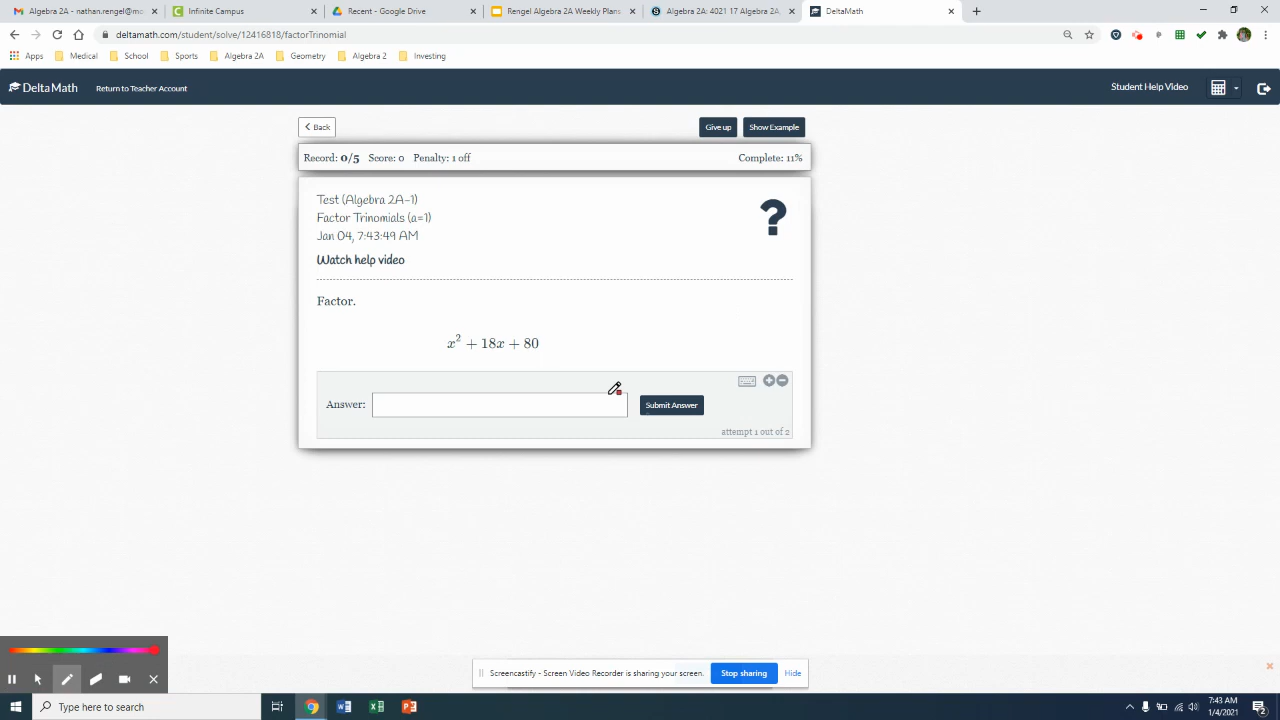 Algebra 2A - nathan.rengel@mc
Infinite Campus
Recent - Google Drive
Rengel Algebra 2A Weekly Plans
Algebra 2A: 4021 17 Algebra 2A,
DeltaMath
deltamath.com/student/solve/12416818/factorTrinomial
Apps Medical School Sports Algebra 2A Geometry Algebra 2 Investing
DeltaMath Return to Teacher Account Student Help Video
Back Give up Show Example
Record: 0/5 Score: 0 Penalty: 1 off Complete: 11%
Test (Algebra 2A-1)
Factor Trinomials (a=1)
Jan 04, 7:43:49 AM
Watch help video
?
Factor.
x² + 18x + 80
Answer: Submit Answer
attempt 1 out of 2
Screencastify - Screen Video Recorder is sharing your screen. Stop sharing Hide
Type here to search
7:43 AM
1/4/2021
2